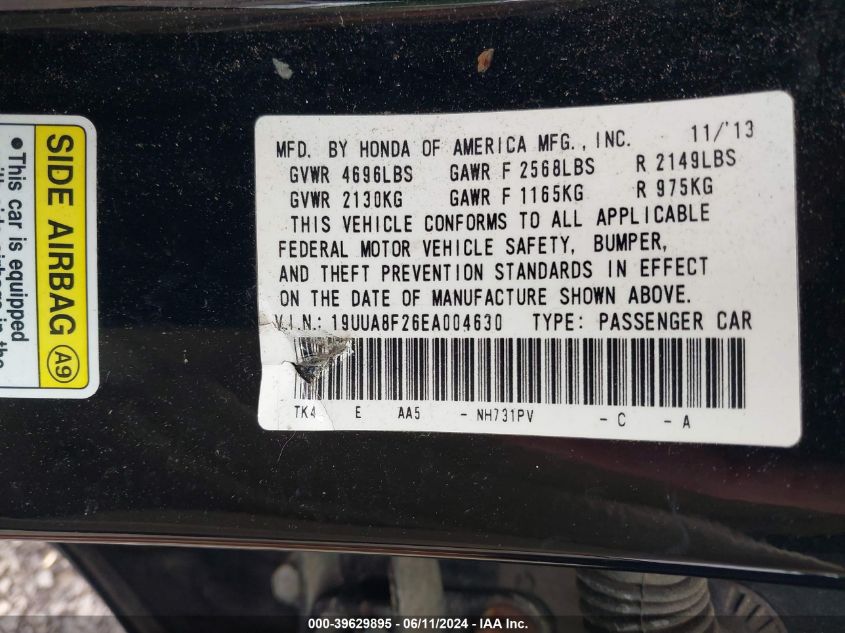 MFD. BY HONDA OF AMERICA MFG., INC. 11/'13
GVWR 4696LBS GAWR F 2568LBS R 2149LBS
GVWR 2130KG GAWR F 1165KG R 975KG
THIS VEHICLE CONFORMS TO ALL APPLICABLE
FEDERAL MOTOR VEHICLE SAFETY, BUMPER,
AND THEFT PREVENTION STANDARDS IN EFFECT
ON THE DATE OF MANUFACTURE SHOWN ABOVE.
V.I.N.: 19UUA8F26EA004630 TYPE: PASSENGER CAR
TK4 E AA5 - NH731PV - C - A
SIDE AIRBAG A9
• This car is equipped
000-39629895 - 06/11/2024 - IAA Inc.